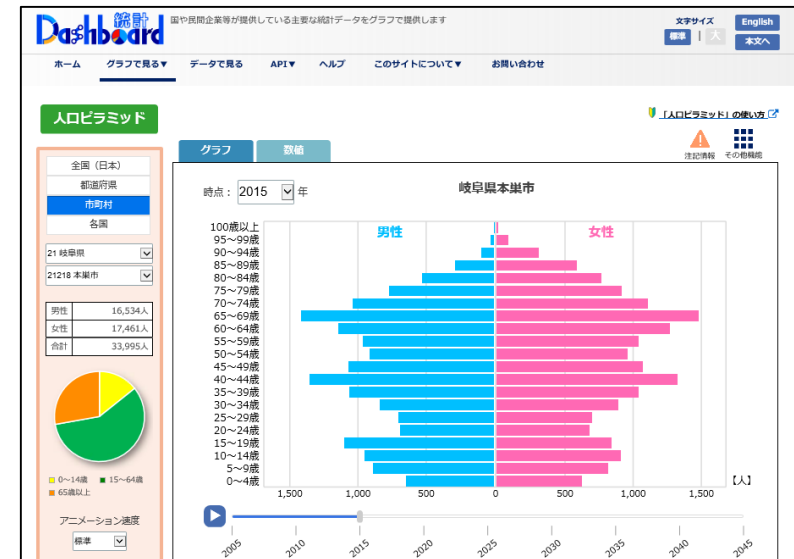 統計
Dashboard
国や民間企業等が提供している主要な統計データをグラフで提供します
文字サイズ
標準 | 大
English
本文へ
ホーム グラフで見る▼ データで見る API▼ ヘルプ このサイトについて▼ お問い合わせ
人口ピラミッド
「人口ピラミッド」の使い方
注記情報 その他機能
全国（日本）
都道府県
市町村
各国
21 岐阜県
21218 本巣市
男性 16,534人
女性 17,461人
合計 33,995人
0～14歳 15～64歳
65歳以上
アニメーション速度
標準
グラフ 数値
時点： 2015 年
岐阜県本巣市
男性 女性
100歳以上
95～99歳
90～94歳
85～89歳
80～84歳
75～79歳
70～74歳
65～69歳
60～64歳
55～59歳
50～54歳
45～49歳
40～44歳
35～39歳
30～34歳
25～29歳
20～24歳
15～19歳
10～14歳
5～9歳
0～4歳
1,500 1,000 500 0 500 1,000 1,500 【人】
2005 2010 2015 2020 2025 2030 2035 2040 2045